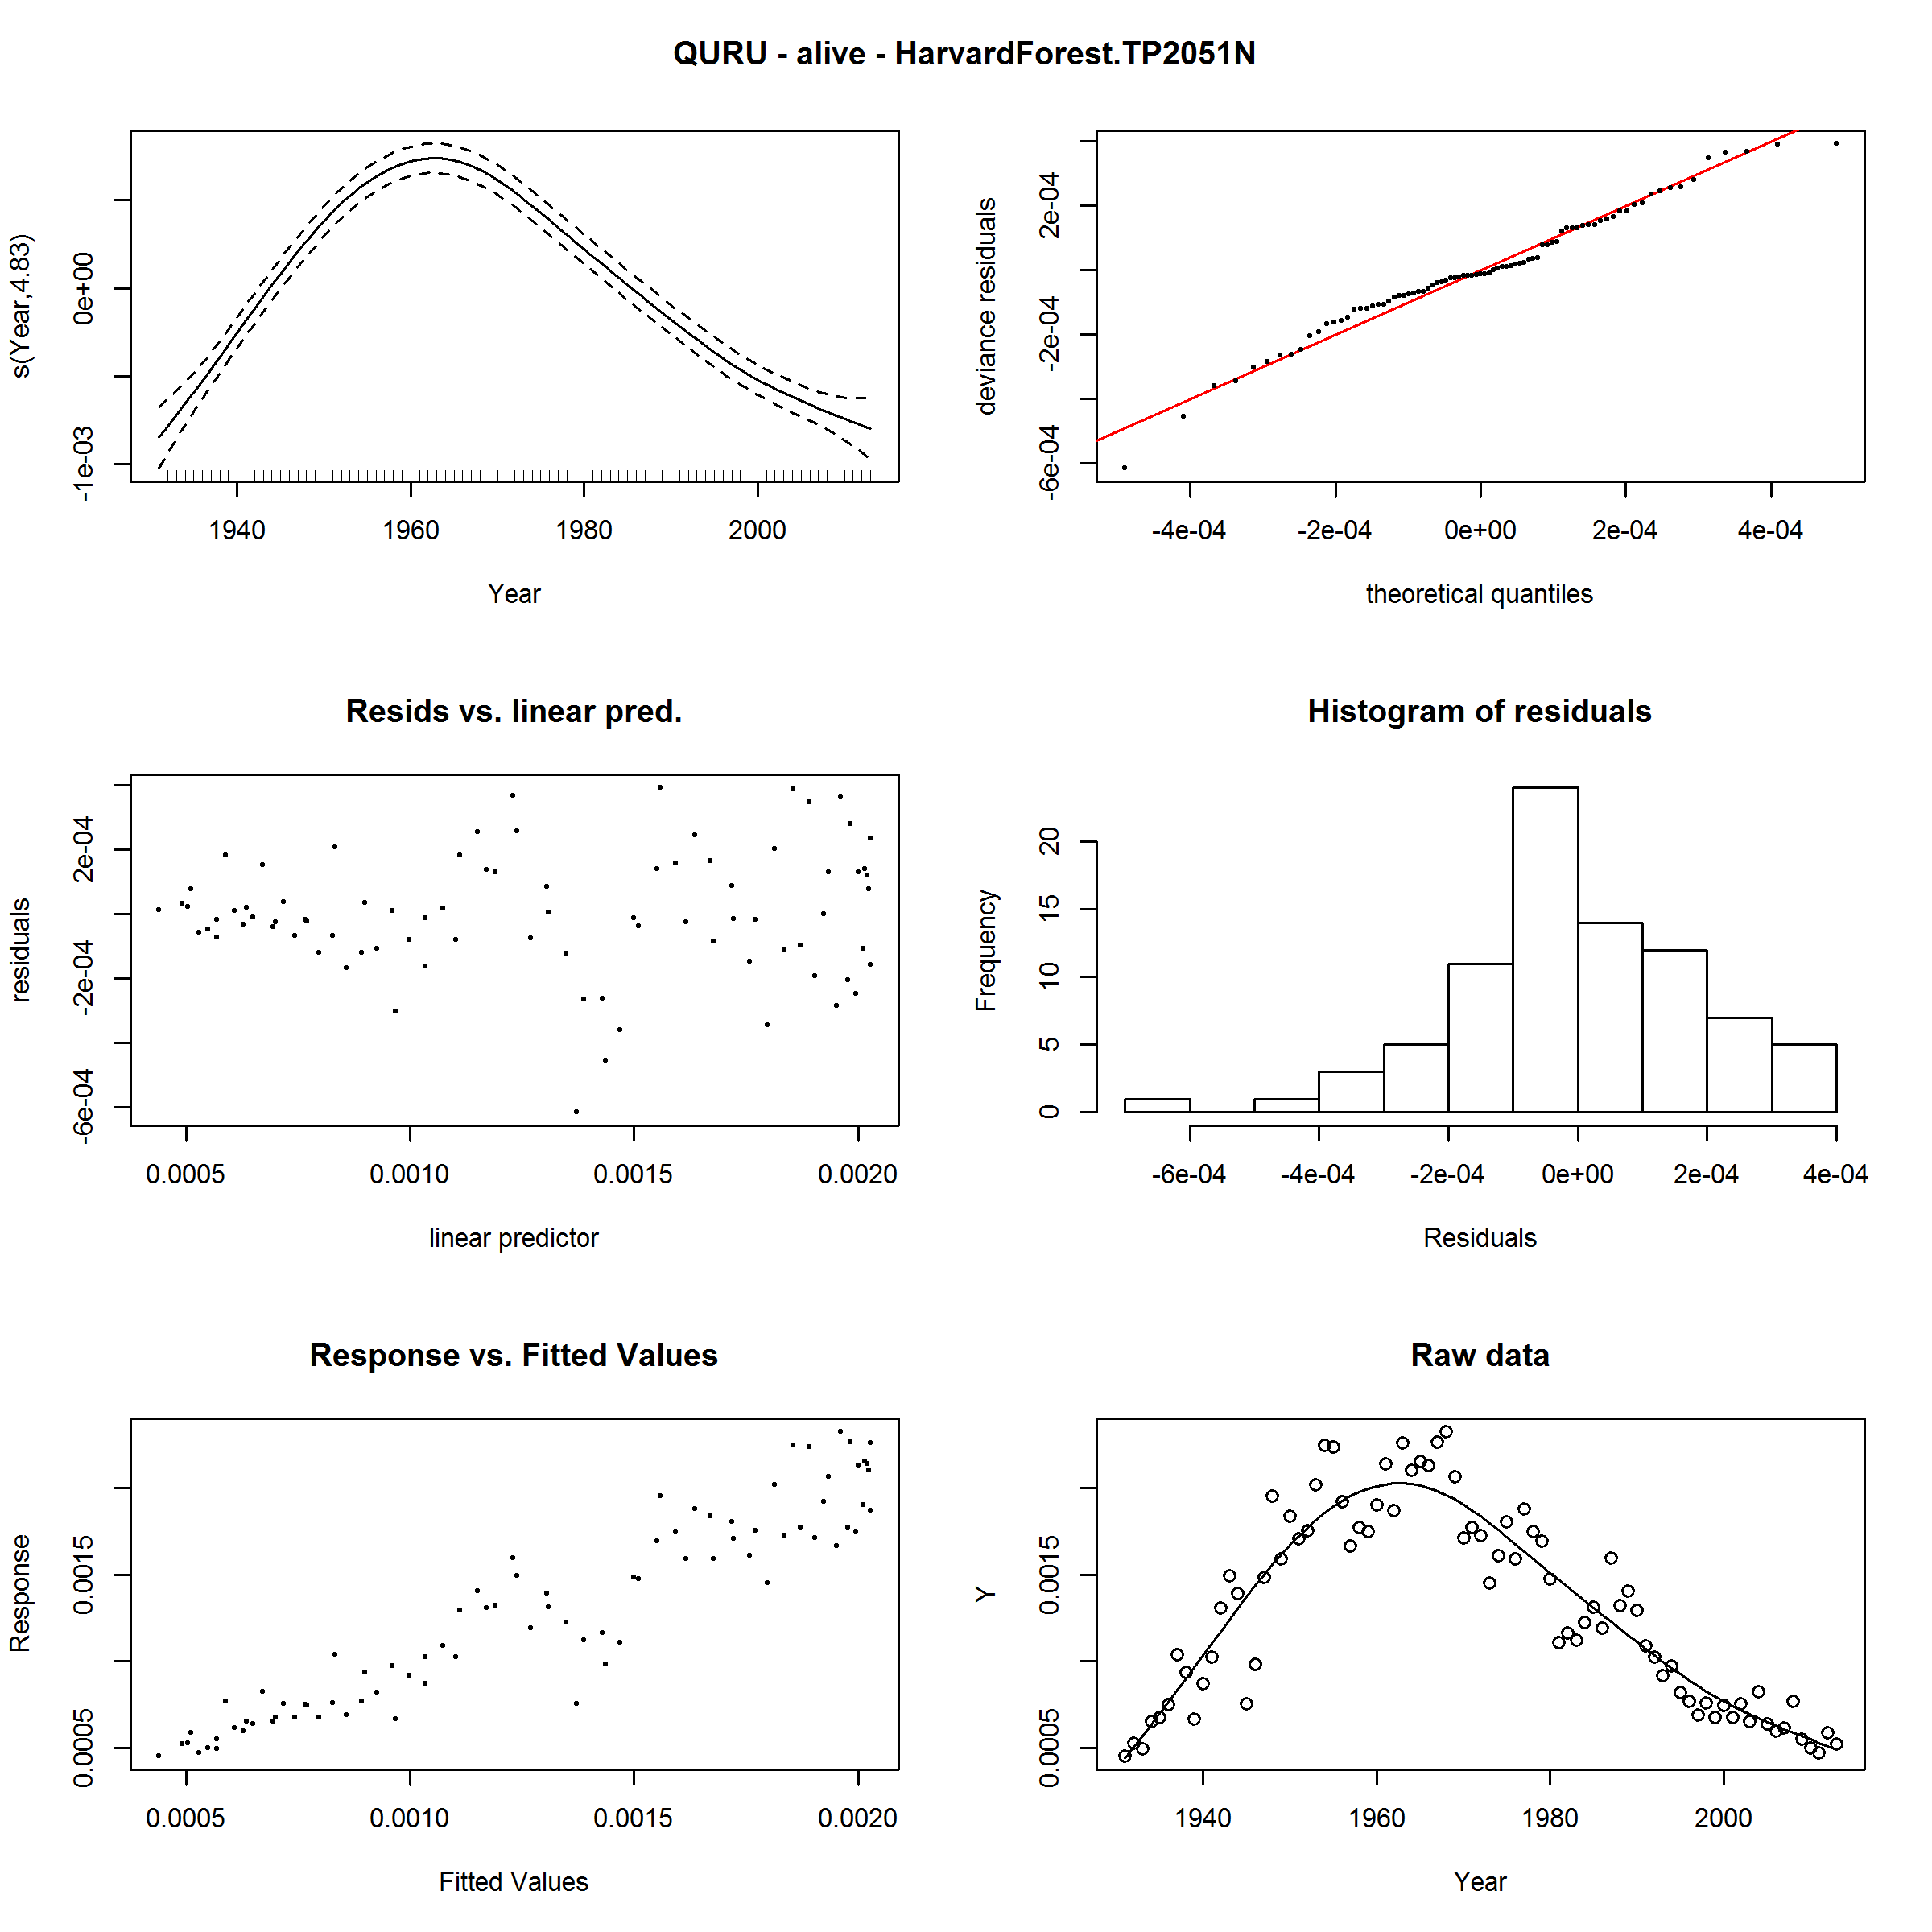 QURU - alive - HarvardForest.TP2051N
s(Year,4.83)
-1e-03 0e+00
1940 1960 1980 2000
Year
deviance residuals
-6e-04 -2e-04 2e-04
-4e-04 -2e-04 0e+00 2e-04 4e-04
theoretical quantiles
Resids vs. linear pred.
residuals
-6e-04 -2e-04 2e-04
0.0005 0.0010 0.0015 0.0020
linear predictor
Histogram of residuals
Frequency
0 5 10 15 20
-6e-04 -4e-04 -2e-04 0e+00 2e-04 4e-04
Residuals
Response vs. Fitted Values
Response
0.0005 0.0015
0.0005 0.0010 0.0015 0.0020
Fitted Values
Raw data
Y
0.0005 0.0015
1940 1960 1980 2000
Year